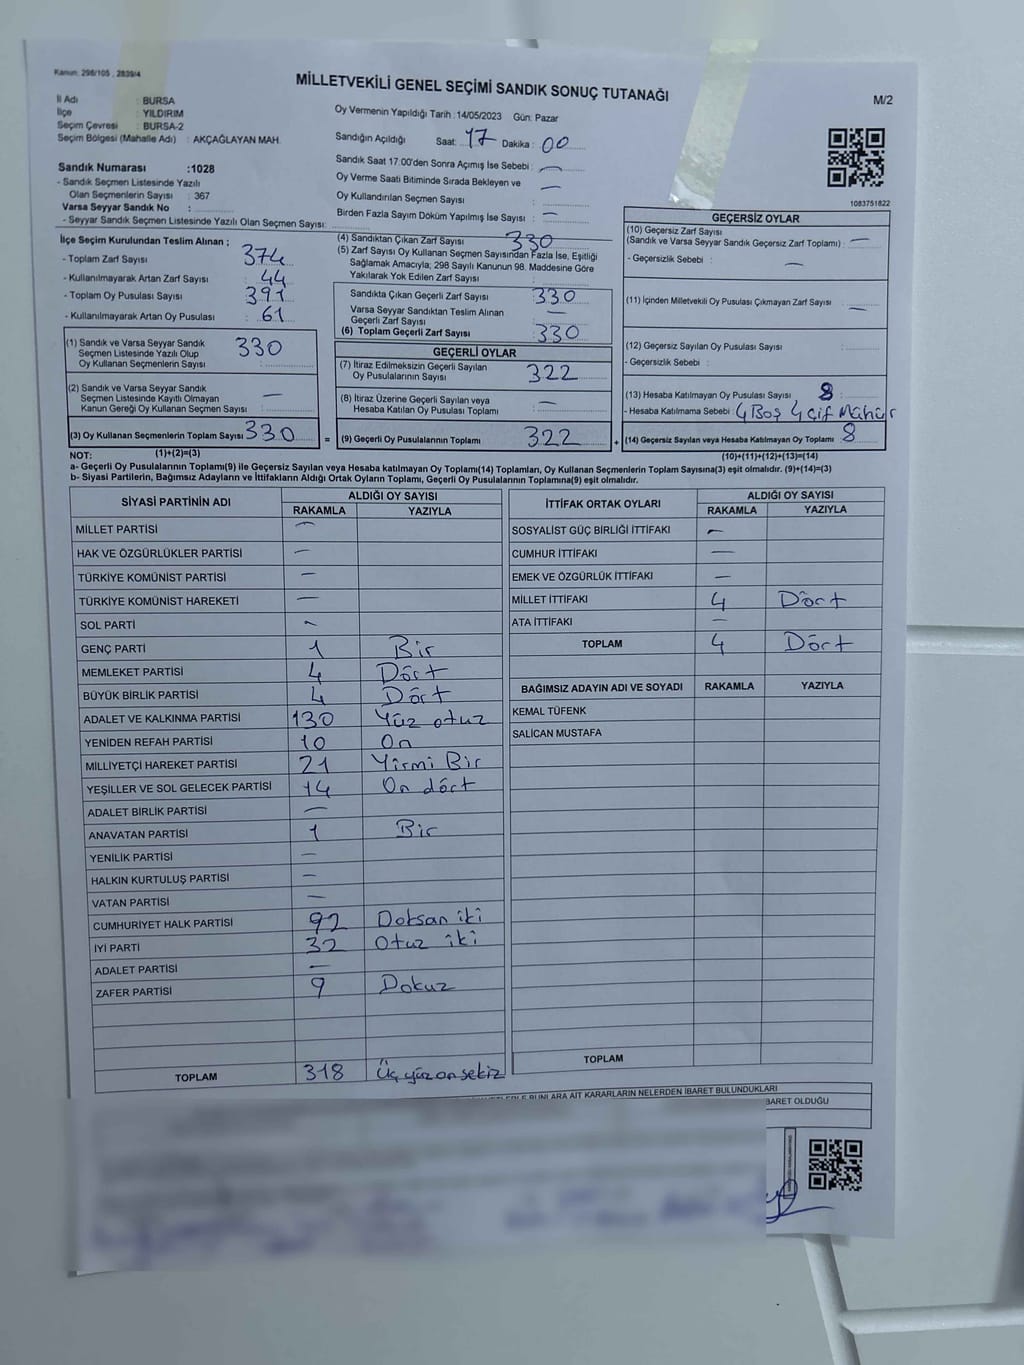 Kanun: 298/105 , 2839/4
MİLLETVEKİLİ GENEL SEÇİMİ SANDIK SONUÇ TUTANAĞI
M/2
İl Adı : BURSA
İlçe : YILDIRIM
Seçim Çevresi : BURSA-2
Seçim Bölgesi (Mahalle Adı) : AKÇAĞLAYAN MAH.
Sandık Numarası :1028
- Sandık Seçmen Listesinde Yazılı
Olan Seçmenlerin Sayısı : 367
Varsa Seyyar Sandık No :
- Seyyar Sandık Seçmen Listesinde Yazılı Olan Seçmen Sayısı:
Oy Vermenin Yapıldığı Tarih : 14/05/2023 Gün: Pazar
Sandığın Açıldığı Saat: 17 Dakika : 00
Sandık Saat 17:00'den Sonra Açımış İse Sebebi : —
Oy Verme Saati Bitiminde Sırada Bekleyen ve
Oy Kullandırılan Seçmen Sayısı : —
Birden Fazla Sayım Döküm Yapılmış İse Sayısı : —
1083751822
İlçe Seçim Kurulundan Teslim Alınan ;
- Toplam Zarf Sayısı : 374
- Kullanılmayarak Artan Zarf Sayısı : 44
- Toplam Oy Pusulası Sayısı : 391
- Kullanılmayarak Artan Oy Pusulası : 61
(1) Sandık ve Varsa Seyyar Sandık
Seçmen Listesinde Yazılı Olup
Oy Kullanan Seçmenlerin Sayısı : 330
(2) Sandık ve Varsa Seyyar Sandık
Seçmen Listesinde Kayıtlı Olmayan
Kanun Gereği Oy Kullanan Seçmen Sayısı : —
(3) Oy Kullanan Seçmenlerin Toplam Sayısı : 330
(4) Sandıktan Çıkan Zarf Sayısı : 330
(5) Zarf Sayısı Oy Kullanan Seçmen Sayısından Fazla İse, Eşitliği
Sağlamak Amacıyla; 298 Sayılı Kanunun 98. Maddesine Göre
Yakılarak Yok Edilen Zarf Sayısı :
Sandıkta Çıkan Geçerli Zarf Sayısı : 330
Varsa Seyyar Sandıktan Teslim Alınan
Geçerli Zarf Sayısı : —
(6) Toplam Geçerli Zarf Sayısı : 330
GEÇERLİ OYLAR
(7) İtiraz Edilmeksizin Geçerli Sayılan
Oy Pusulalarının Sayısı : 322
(8) İtiraz Üzerine Geçerli Sayılan veya
Hesaba Katılan Oy Pusulası Toplamı : —
= (9) Geçerli Oy Pusulalarının Toplamı : 322
GEÇERSİZ OYLAR
(10) Geçersiz Zarf Sayısı
(Sandık ve Varsa Seyyar Sandık Geçersiz Zarf Toplamı) : —
- Geçersizlik Sebebi : —
(11) İçinden Milletvekili Oy Pusulası Çıkmayan Zarf Sayısı : —
(12) Geçersiz Sayılan Oy Pusulası Sayısı :
- Geçersizlik Sebebi :
(13) Hesaba Katılmayan Oy Pusulası Sayısı : 8
- Hesaba Katılmama Sebebi : 4 Boş 4 Çif Mühür
+ (14) Geçersiz Sayılan veya Hesaba Katılmayan Oy Toplamı : 8
NOT: (1)+(2)=(3) (10)+(11)+(12)+(13)=(14)
a- Geçerli Oy Pusulalarının Toplamı(9) ile Geçersiz Sayılan veya Hesaba katılmayan Oy Toplamı(14) Toplamları, Oy Kullanan Seçmenlerin Toplam Sayısına(3) eşit olmalıdır. (9)+(14)=(3)
b- Siyasi Partilerin, Bağımsız Adayların ve İttifakların Aldığı Ortak Oyların Toplamı, Geçerli Oy Pusulalarının Toplamına(9) eşit olmalıdır.
SİYASİ PARTİNİN ADI ALDIĞI OY SAYISI
RAKAMLA YAZIYLA
MİLLET PARTİSİ —
HAK VE ÖZGÜRLÜKLER PARTİSİ —
TÜRKİYE KOMÜNİST PARTİSİ —
TÜRKİYE KOMÜNİST HAREKETİ —
SOL PARTİ —
GENÇ PARTİ 1 Bir
MEMLEKET PARTİSİ 4 Dört
BÜYÜK BİRLİK PARTİSİ 4 Dört
ADALET VE KALKINMA PARTİSİ 130 Yüz otuz
YENİDEN REFAH PARTİSİ 10 On
MİLLİYETÇİ HAREKET PARTİSİ 21 Yirmi Bir
YEŞİLLER VE SOL GELECEK PARTİSİ 14 On dört
ADALET BİRLİK PARTİSİ —
ANAVATAN PARTİSİ 1 Bir
YENİLİK PARTİSİ —
HALKIN KURTULUŞ PARTİSİ —
VATAN PARTİSİ —
CUMHURİYET HALK PARTİSİ 92 Doksan iki
İYİ PARTİ 32 Otuz iki
ADALET PARTİSİ —
ZAFER PARTİSİ 9 Dokuz
TOPLAM 318 Üç yüz on sekiz
İTTİFAK ORTAK OYLARI ALDIĞI OY SAYISI
RAKAMLA YAZIYLA
SOSYALİST GÜÇ BİRLİĞİ İTTİFAKI —
CUMHUR İTTİFAKI —
EMEK VE ÖZGÜRLÜK İTTİFAKI —
MİLLET İTTİFAKI 4 Dört
ATA İTTİFAKI —
TOPLAM 4 Dört
BAĞIMSIZ ADAYIN ADI VE SOYADI RAKAMLA YAZIYLA
KEMAL TÜFENK
SALİCAN MUSTAFA
TOPLAM
BUNLARA AİT KARARLARIN NELERDEN İBARET BULUNDUKLARI
BARET OLDUĞU